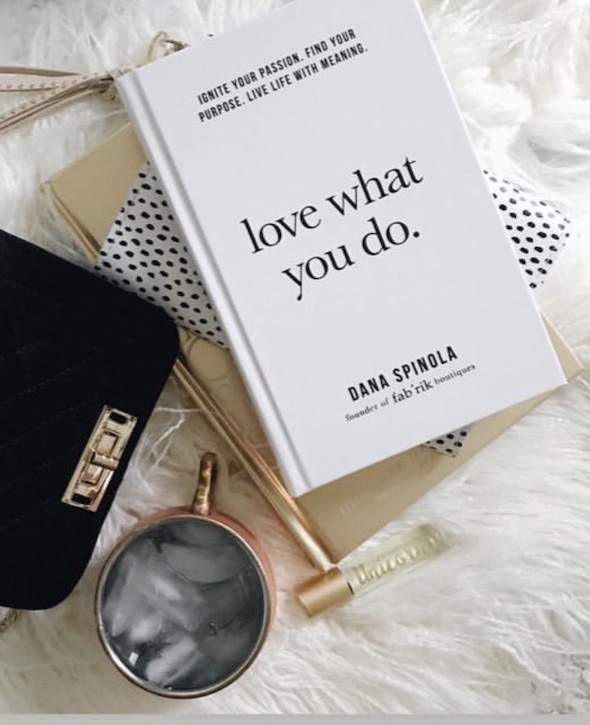 IGNITE YOUR PASSION. FIND YOUR
PURPOSE. LIVE LIFE WITH MEANING.
love what
you do.
DANA SPINOLA
founder of fab'rik boutiques
Unicorn